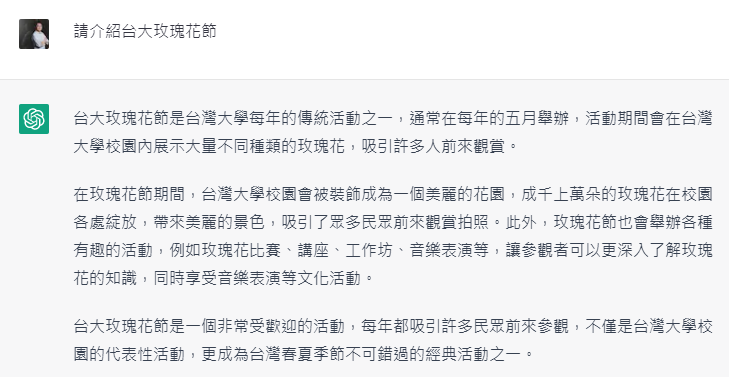 請介紹台大玫瑰花節
台大玫瑰花節是台灣大學每年的傳統活動之一，通常在每年的五月舉辦，活動期間會在台灣
大學校園內展示大量不同種類的玫瑰花，吸引許多人前來觀賞。
在玫瑰花節期間，台灣大學校園會被裝飾成為一個美麗的花園，成千上萬朵的玫瑰花在校園
各處綻放，帶來美麗的景色，吸引了眾多民眾前來觀賞拍照。此外，玫瑰花節也會舉辦各種
有趣的活動，例如玫瑰花比賽、講座、工作坊、音樂表演等，讓參觀者可以更深入了解玫瑰
花的知識，同時享受音樂表演等文化活動。
台大玫瑰花節是一個非常受歡迎的活動，每年都吸引許多民眾前來參觀，不僅是台灣大學校
園的代表性活動，更成為台灣春夏季節不可錯過的經典活動之一。